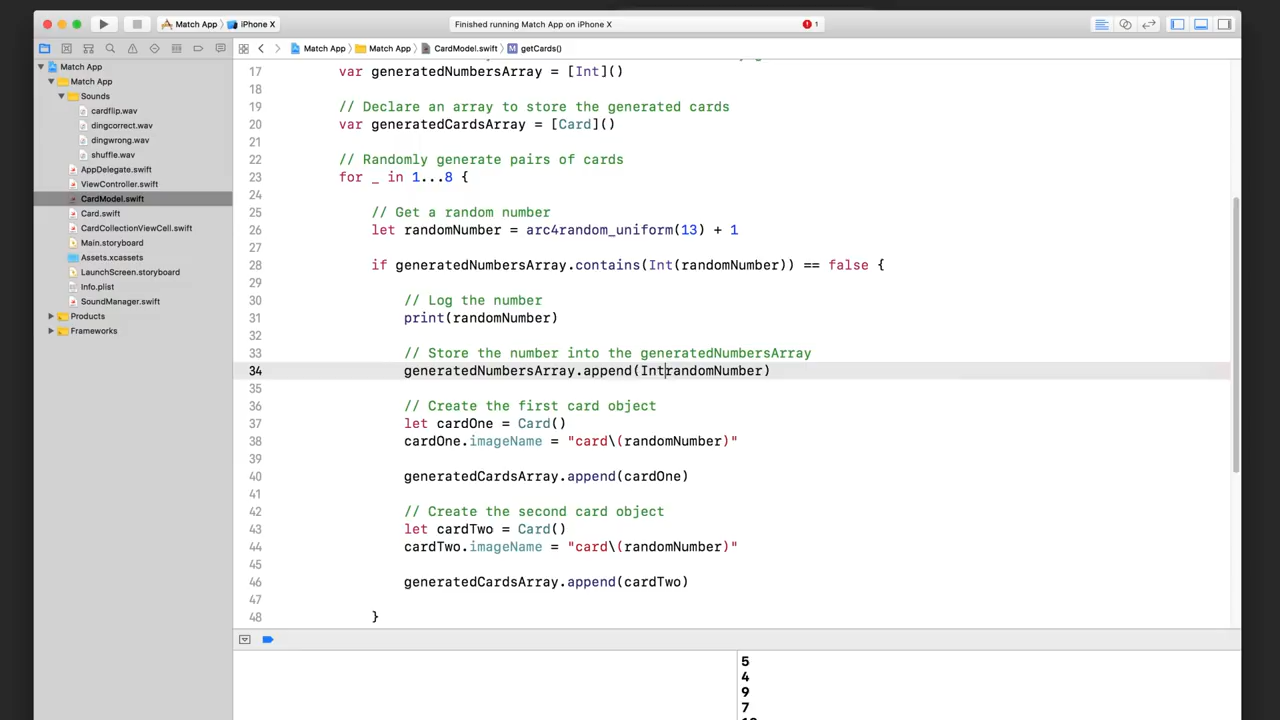 Match App iPhone X
Finished running Match App on iPhone X
1
Match App Match App CardModel.swift M getCards()
Match App
Match App
Sounds
cardflip.wav
dingcorrect.wav
dingwrong.wav
shuffle.wav
AppDelegate.swift
ViewController.swift
CardModel.swift
Card.swift
CardCollectionViewCell.swift
Main.storyboard
Assets.xcassets
LaunchScreen.storyboard
Info.plist
SoundManager.swift
Products
Frameworks
17 var generatedNumbersArray = [Int]()
18
19 // Declare an array to store the generated cards
20 var generatedCardsArray = [Card]()
21
22 // Randomly generate pairs of cards
23 for _ in 1...8 {
24
25 // Get a random number
26 let randomNumber = arc4random_uniform(13) + 1
27
28 if generatedNumbersArray.contains(Int(randomNumber)) == false {
29
30 // Log the number
31 print(randomNumber)
32
33 // Store the number into the generatedNumbersArray
34 generatedNumbersArray.append(IntrandomNumber)
35
36 // Create the first card object
37 let cardOne = Card()
38 cardOne.imageName = "card\(randomNumber)"
39
40 generatedCardsArray.append(cardOne)
41
42 // Create the second card object
43 let cardTwo = Card()
44 cardTwo.imageName = "card\(randomNumber)"
45
46 generatedCardsArray.append(cardTwo)
47
48 }
5
4
9
7